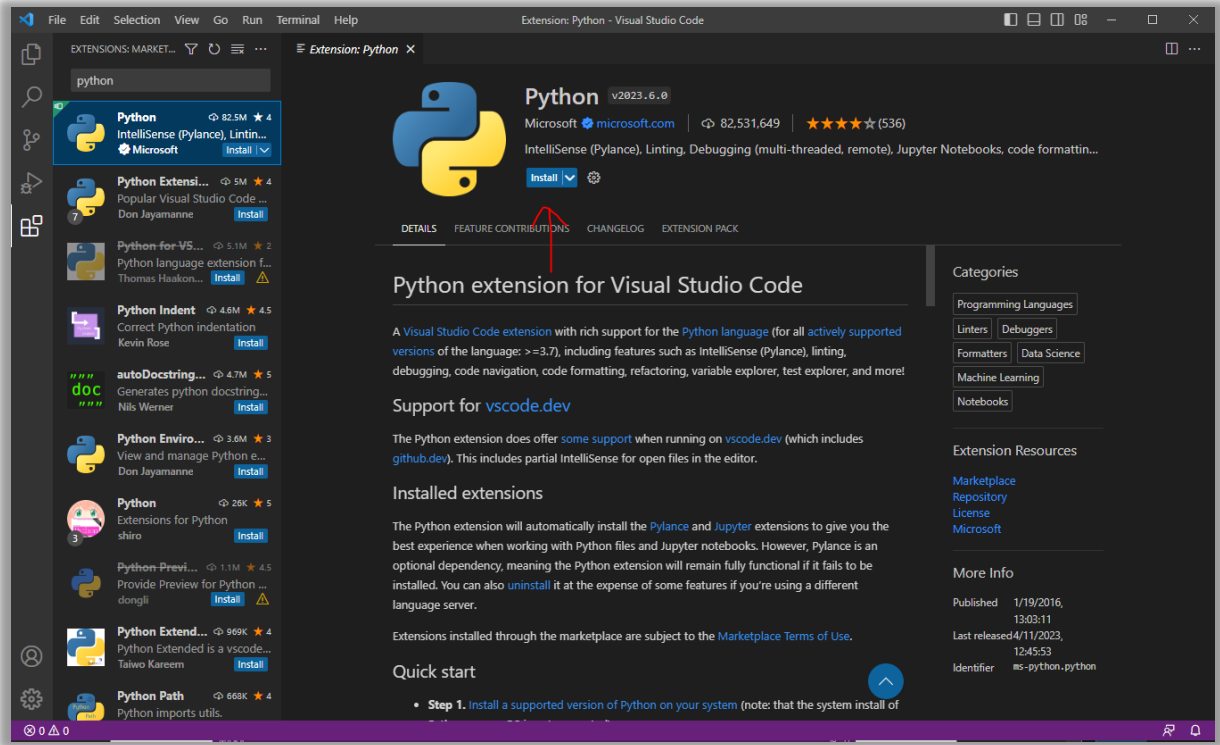 File Edit Selection View Go Run Terminal Help
Extension: Python - Visual Studio Code
EXTENSIONS: MARKET...
python
Python 82.5M ★ 4
IntelliSense (Pylance), Lintin...
Microsoft Install
Python Extensi... 5M ★ 4
Popular Visual Studio Code ...
Don Jayamanne Install
7
Python for VS... 5.1M ★ 2
Python language extension f...
Thomas Haakon... Install
Python Indent 4.6M ★ 4.5
Correct Python indentation
Kevin Rose Install
autoDocstring... 4.7M ★ 5
Generates python docstring...
Nils Werner Install
""" doc """
Python Enviro... 3.6M ★ 3
View and manage Python e...
Don Jayamanne Install
Python 26K ★ 5
Extensions for Python
shiro Install
3
Python Previ... 1.1M ★ 4.5
Provide Preview for Python ...
dongli Install
Python Extend... 969K ★ 4
Python Extended is a vscode...
Taiwo Kareem Install
Python Path 668K ★ 4
Python imports utils.
Extension: Python
Python v2023.6.0
Microsoft microsoft.com 82,531,649 ★★★★☆(536)
IntelliSense (Pylance), Linting, Debugging (multi-threaded, remote), Jupyter Notebooks, code formattin...
Install
DETAILS FEATURE CONTRIBUTIONS CHANGELOG EXTENSION PACK
Python extension for Visual Studio Code
A Visual Studio Code extension with rich support for the Python language (for all actively supported
versions of the language: >=3.7), including features such as IntelliSense (Pylance), linting,
debugging, code navigation, code formatting, refactoring, variable explorer, test explorer, and more!
Support for vscode.dev
The Python extension does offer some support when running on vscode.dev (which includes
github.dev). This includes partial IntelliSense for open files in the editor.
Installed extensions
The Python extension will automatically install the Pylance and Jupyter extensions to give you the
best experience when working with Python files and Jupyter notebooks. However, Pylance is an
optional dependency, meaning the Python extension will remain fully functional if it fails to be
installed. You can also uninstall it at the expense of some features if you're using a different
language server.
Extensions installed through the marketplace are subject to the Marketplace Terms of Use.
Quick start
• Step 1. Install a supported version of Python on your system (note: that the system install of
Categories
Programming Languages
Linters Debuggers
Formatters Data Science
Machine Learning
Notebooks
Extension Resources
Marketplace
Repository
License
Microsoft
More Info
Published 1/19/2016,
13:03:11
Last released 4/11/2023,
12:45:53
Identifier ms-python.python
0 0